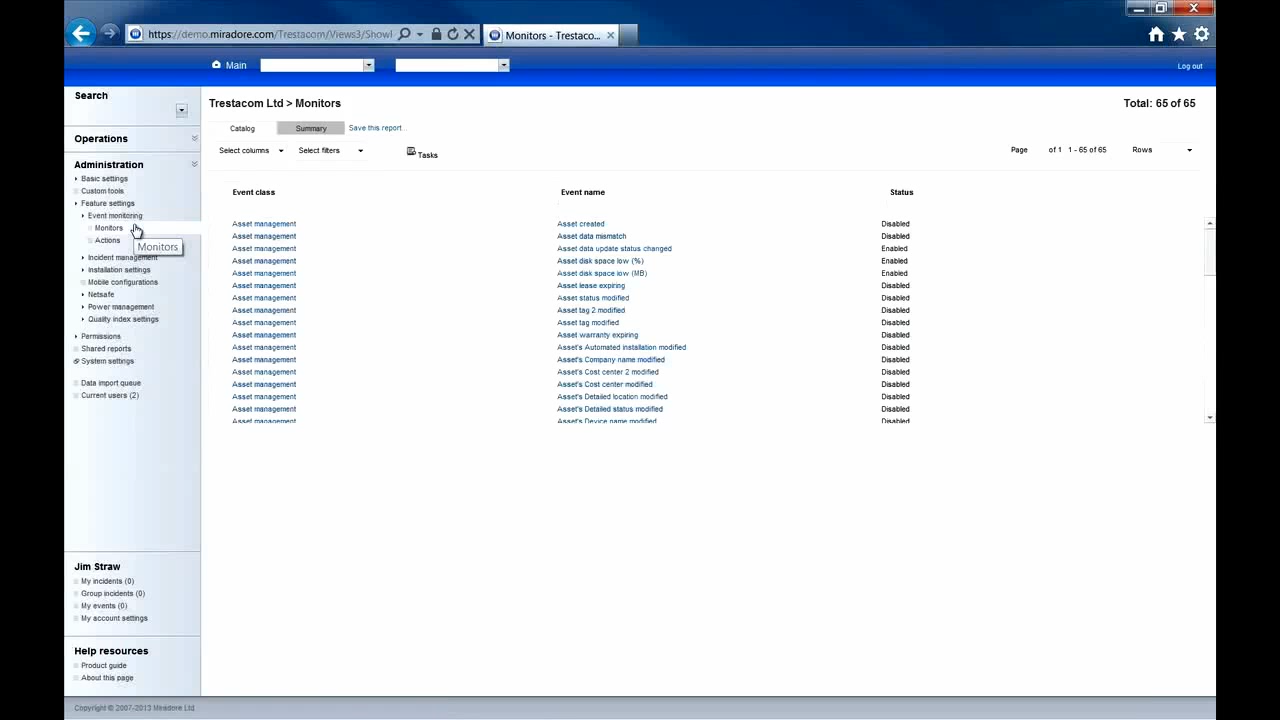 https://demo.miradore.com/Trestacom/Views3/Showl
Monitors - Trestaco...
Main
Log out
Search
Operations
Administration
Basic settings
Custom tools
Feature settings
Event monitoring
Monitors
Actions
Monitors
Incident management
Installation settings
Mobile configurations
Netsafe
Power management
Quality index settings
Permissions
Shared reports
System settings
Data import queue
Current users (2)
Jim Straw
My incidents (0)
Group incidents (0)
My events (0)
My account settings
Help resources
Product guide
About this page
Trestacom Ltd > Monitors
Total: 65 of 65
Catalog Summary Save this report...
Select columns Select filters Tasks
Page of 1 1 - 65 of 65 Rows
Event class Event name Status
Asset management Asset created Disabled
Asset management Asset data mismatch Disabled
Asset management Asset data update status changed Enabled
Asset management Asset disk space low (%) Enabled
Asset management Asset disk space low (MB) Enabled
Asset management Asset lease expiring Disabled
Asset management Asset status modified Disabled
Asset management Asset tag 2 modified Disabled
Asset management Asset tag modified Disabled
Asset management Asset warranty expiring Disabled
Asset management Asset's Automated installation modified Disabled
Asset management Asset's Company name modified Disabled
Asset management Asset's Cost center 2 modified Disabled
Asset management Asset's Cost center modified Disabled
Asset management Asset's Detailed location modified Disabled
Asset management Asset's Detailed status modified Disabled
Asset management Asset's Device name modified Disabled
Copyright © 2007-2013 Miradore Ltd